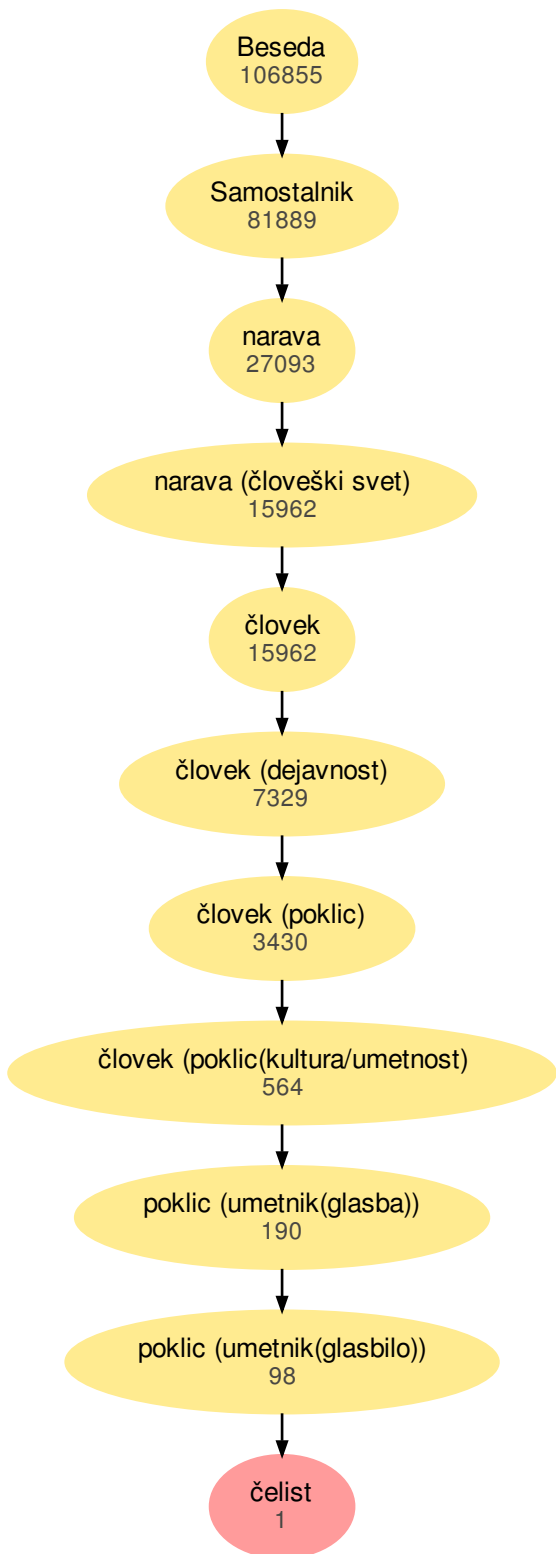 Beseda
106855
Samostalnik
81889
narava
27093
narava (človeški svet)
15962
človek
15962
človek (dejavnost)
7329
človek (poklic)
3430
človek (poklic(kultura/umetnost)
564
poklic (umetnik(glasba))
190
poklic (umetnik(glasbilo))
98
čelist
1